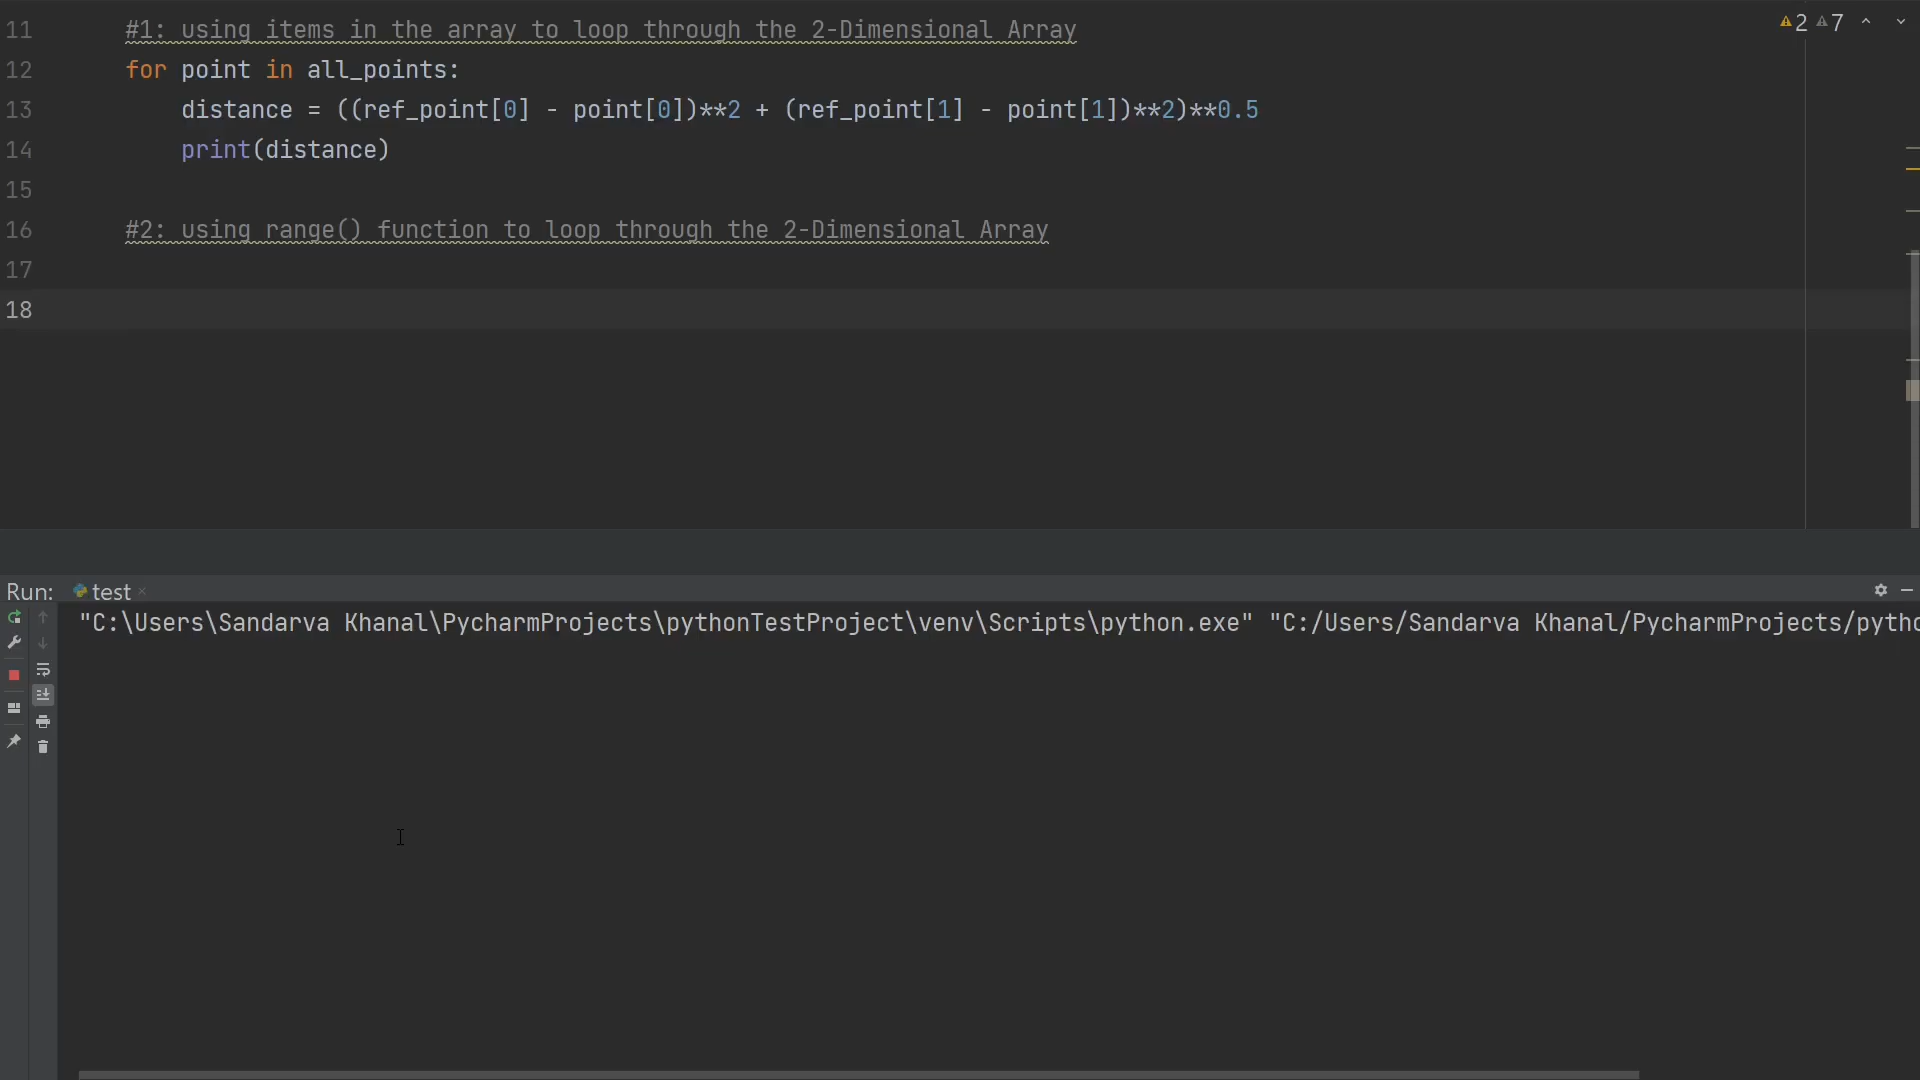 11 #1: using items in the array to loop through the 2-Dimensional Array
2 7
12 for point in all_points:
13 distance = ((ref_point[0] - point[0])**2 + (ref_point[1] - point[1])**2)**0.5
14 print(distance)
15
16 #2: using range() function to loop through the 2-Dimensional Array
17
18
Run: test
"C:\Users\Sandarva Khanal\PycharmProjects\pythonTestProject\venv\Scripts\python.exe" "C:/Users/Sandarva Khanal/PycharmProjects/pytho